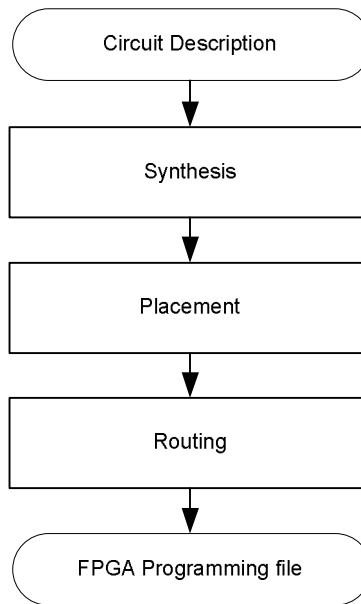 Circuit Description
Synthesis
Placement
Routing
FPGA Programming file